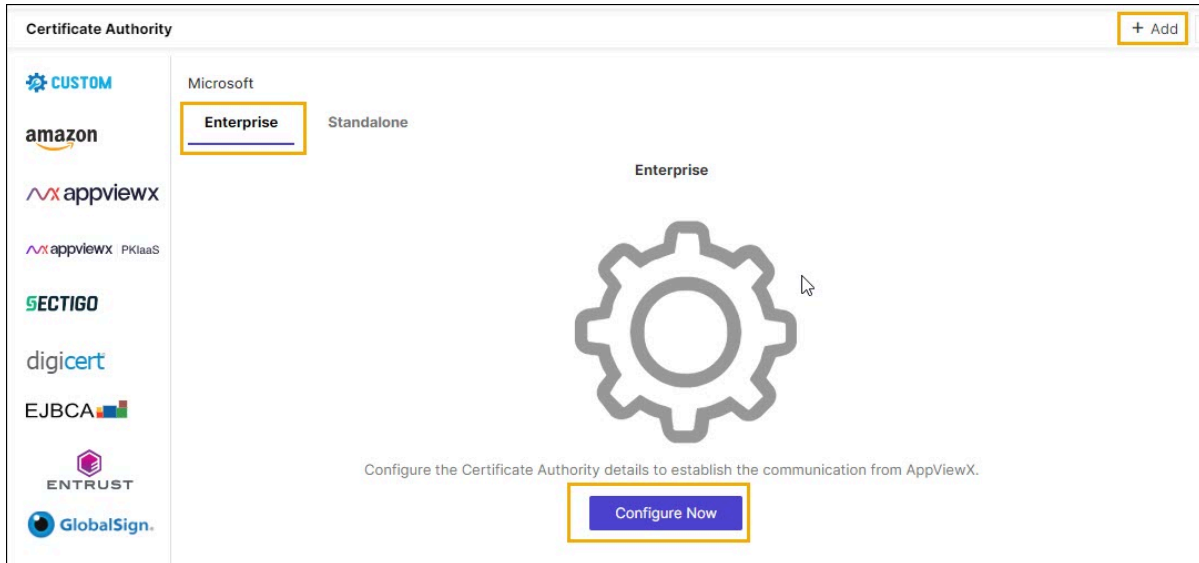 Certificate Authority
+ Add
CUSTOM
amazon
appviewx
appviewx | PKIaaS
SECTIGO
digicert
EJBCA
ENTRUST
GlobalSign.
Microsoft
Enterprise Standalone
Enterprise
Configure the Certificate Authority details to establish the communication from AppViewX.
Configure Now